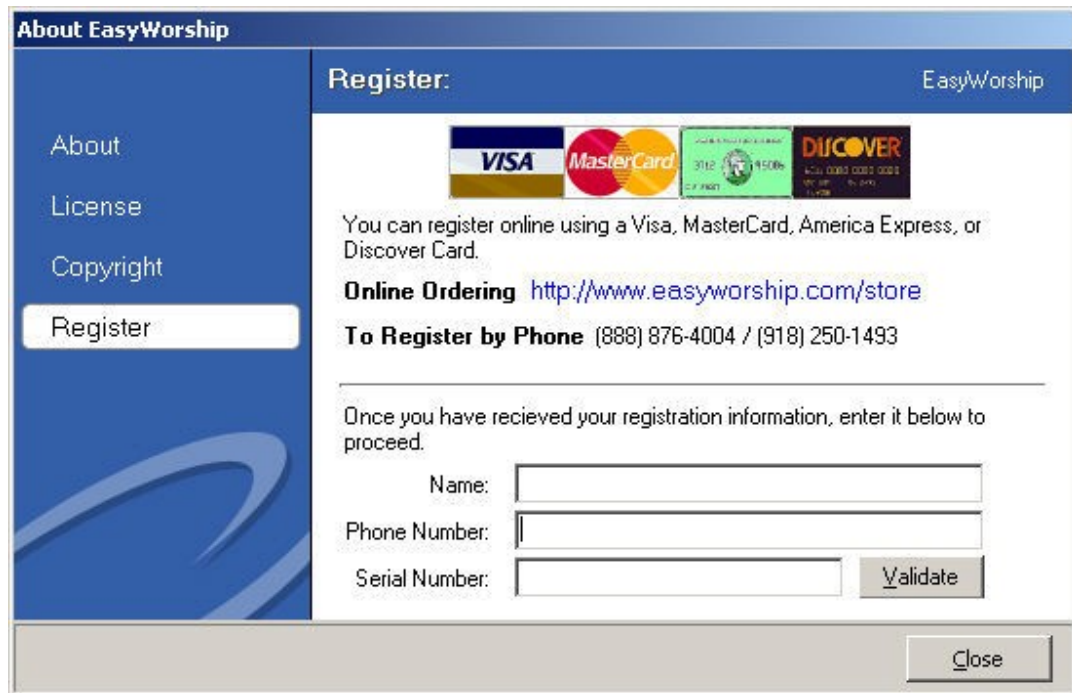 About EasyWorship
Register:
EasyWorship
About
License
Copyright
Register
VISA
MasterCard
3712
95006
DISCOVER
You can register online using a Visa, MasterCard, America Express, or
Discover Card.
Online Ordering http://www.easyworship.com/store
To Register by Phone (888) 876-4004 / (918) 250-1493
Once you have recieved your registration information, enter it below to
proceed.
Name:
Phone Number:
Serial Number:
Validate
Close